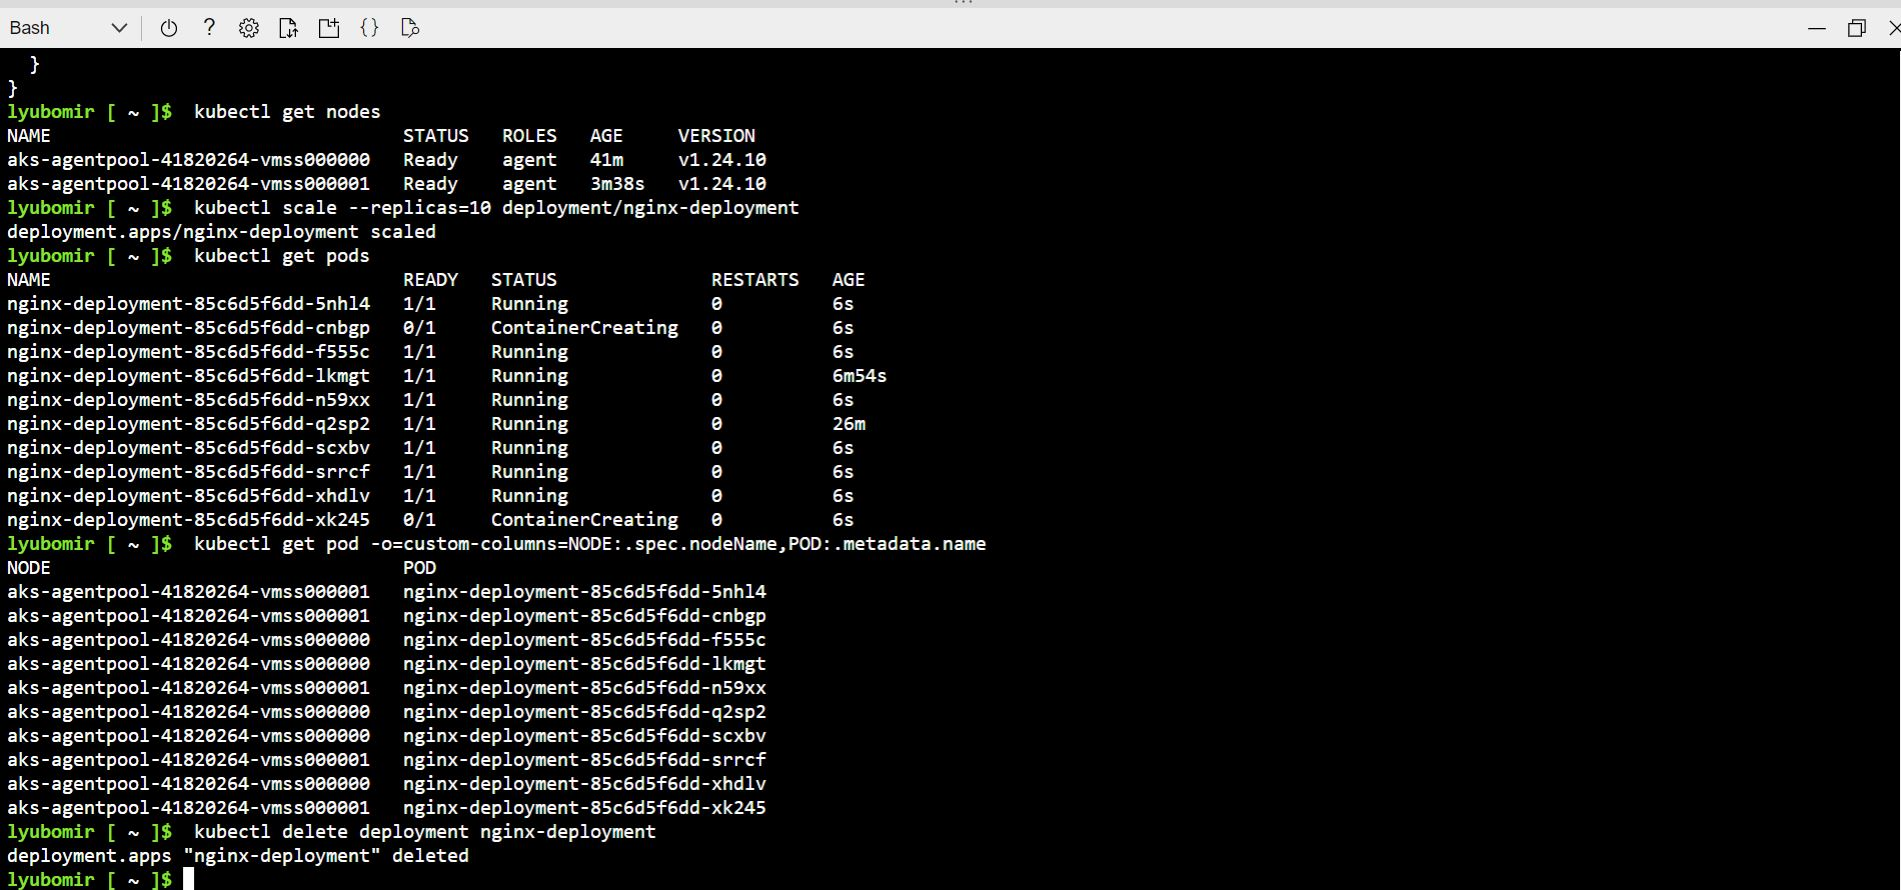 Bash
  }
}
lyubomir [ ~ ]$  kubectl get nodes
NAME                                STATUS   ROLES   AGE     VERSION
aks-agentpool-41820264-vmss000000   Ready    agent   41m     v1.24.10
aks-agentpool-41820264-vmss000001   Ready    agent   3m38s   v1.24.10
lyubomir [ ~ ]$  kubectl scale --replicas=10 deployment/nginx-deployment
deployment.apps/nginx-deployment scaled
lyubomir [ ~ ]$  kubectl get pods
NAME                                READY   STATUS              RESTARTS   AGE
nginx-deployment-85c6d5f6dd-5nhl4   1/1     Running             0          6s
nginx-deployment-85c6d5f6dd-cnbgp   0/1     ContainerCreating   0          6s
nginx-deployment-85c6d5f6dd-f555c   1/1     Running             0          6s
nginx-deployment-85c6d5f6dd-lkmgt   1/1     Running             0          6m54s
nginx-deployment-85c6d5f6dd-n59xx   1/1     Running             0          6s
nginx-deployment-85c6d5f6dd-q2sp2   1/1     Running             0          26m
nginx-deployment-85c6d5f6dd-scxbv   1/1     Running             0          6s
nginx-deployment-85c6d5f6dd-srrcf   1/1     Running             0          6s
nginx-deployment-85c6d5f6dd-xhdlv   1/1     Running             0          6s
nginx-deployment-85c6d5f6dd-xk245   0/1     ContainerCreating   0          6s
lyubomir [ ~ ]$  kubectl get pod -o=custom-columns=NODE:.spec.nodeName,POD:.metadata.name
NODE                                POD
aks-agentpool-41820264-vmss000001   nginx-deployment-85c6d5f6dd-5nhl4
aks-agentpool-41820264-vmss000001   nginx-deployment-85c6d5f6dd-cnbgp
aks-agentpool-41820264-vmss000000   nginx-deployment-85c6d5f6dd-f555c
aks-agentpool-41820264-vmss000000   nginx-deployment-85c6d5f6dd-lkmgt
aks-agentpool-41820264-vmss000001   nginx-deployment-85c6d5f6dd-n59xx
aks-agentpool-41820264-vmss000000   nginx-deployment-85c6d5f6dd-q2sp2
aks-agentpool-41820264-vmss000000   nginx-deployment-85c6d5f6dd-scxbv
aks-agentpool-41820264-vmss000001   nginx-deployment-85c6d5f6dd-srrcf
aks-agentpool-41820264-vmss000000   nginx-deployment-85c6d5f6dd-xhdlv
aks-agentpool-41820264-vmss000001   nginx-deployment-85c6d5f6dd-xk245
lyubomir [ ~ ]$  kubectl delete deployment nginx-deployment
deployment.apps "nginx-deployment" deleted
lyubomir [ ~ ]$